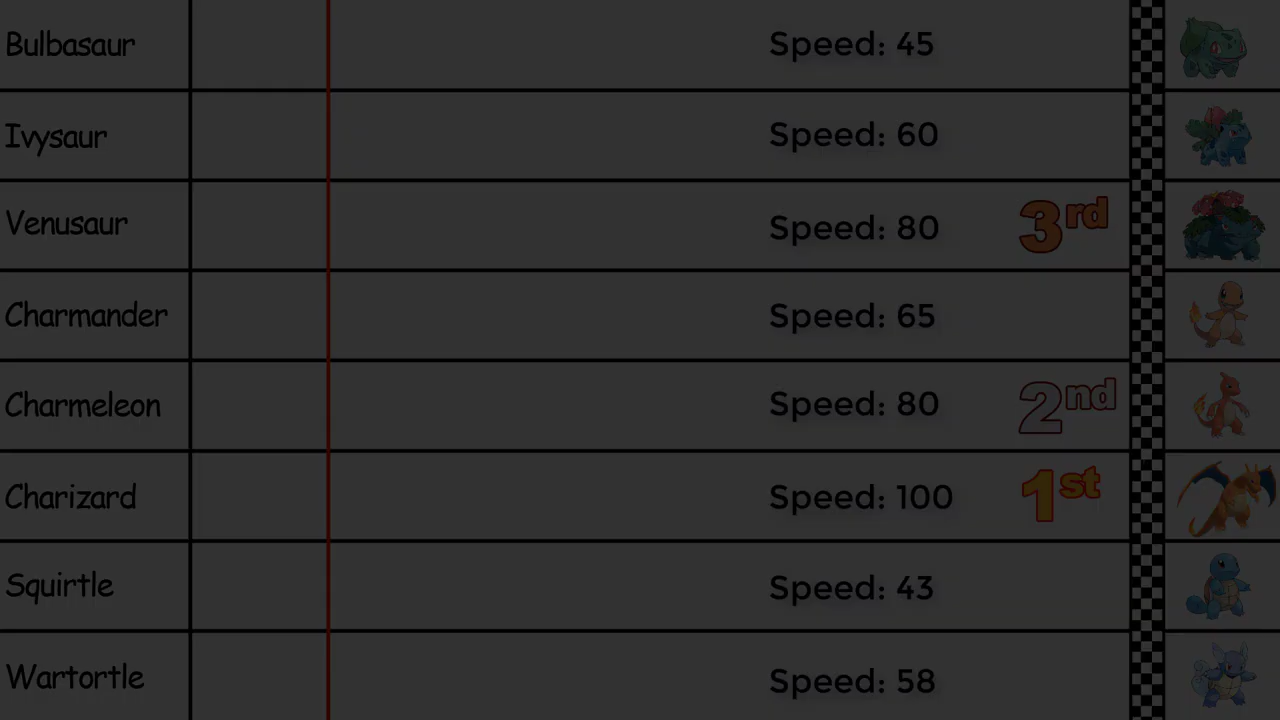 Bulbasaur Speed: 45
Ivysaur Speed: 60
Venusaur Speed: 80 3rd
Charmander Speed: 65
Charmeleon Speed: 80 2nd
Charizard Speed: 100 1st
Squirtle Speed: 43
Wartortle Speed: 58